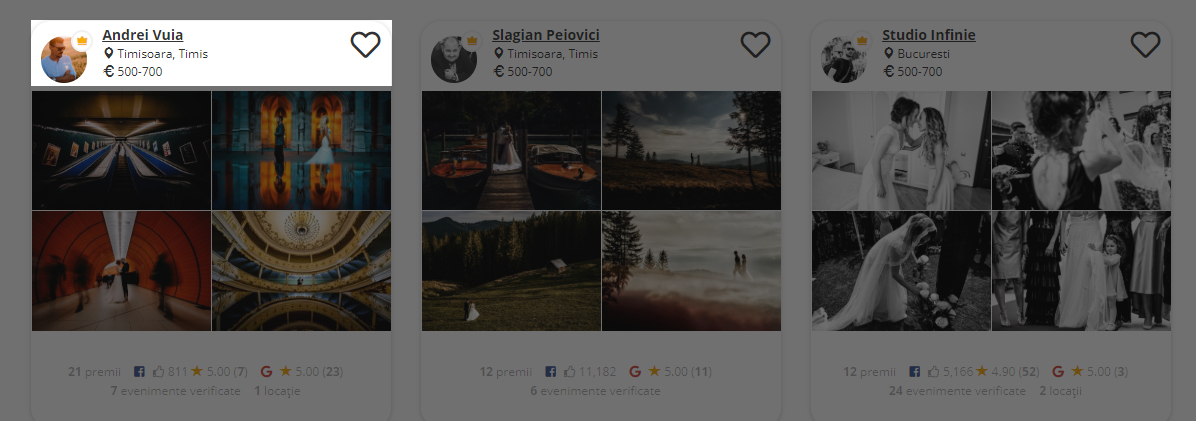 Andrei Vuia
Timisoara, Timis
€ 500-700
21 premii 811 ★ 5.00 (7) G ★ 5.00 (23)
7 evenimente verificate 1 locație
Slagian Peiovici
Timisoara, Timis
€ 500-700
12 premii 11,182 G ★ 5.00 (11)
6 evenimente verificate
Studio Infinie
Bucuresti
€ 500-700
12 premii 5,166 ★ 4.90 (52) G ★ 5.00 (3)
24 evenimente verificate 2 locații